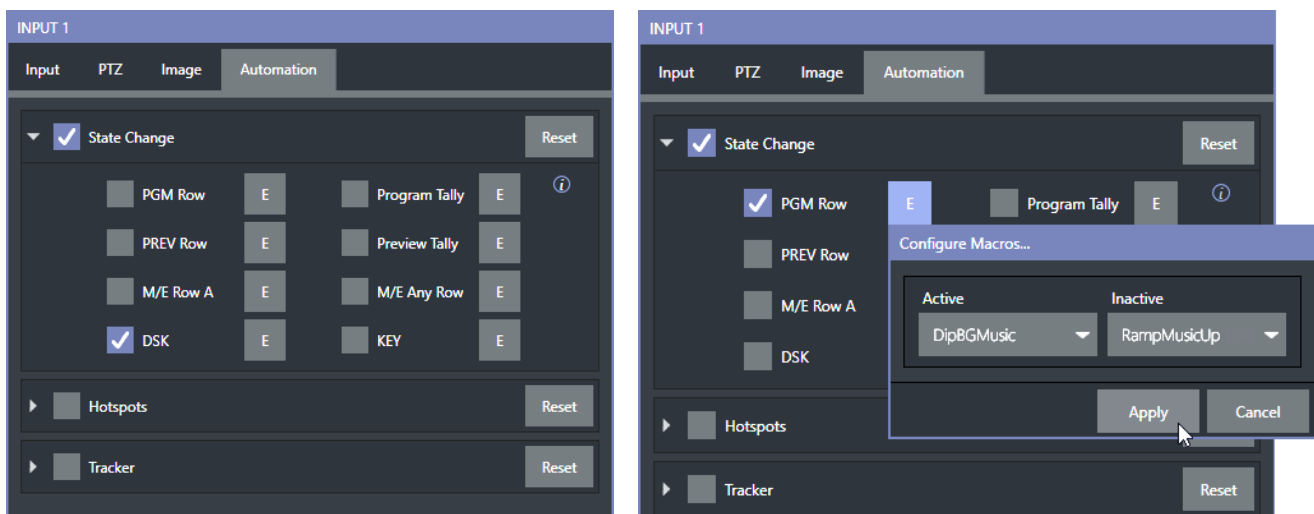 INPUT 1
Input PTZ Image Automation
State Change Reset
PGM Row E Program Tally E i
PREV Row E Preview Tally E
M/E Row A E M/E Any Row E
DSK E KEY E
Hotspots Reset
Tracker Reset
INPUT 1
Input PTZ Image Automation
State Change Reset
PGM Row E Program Tally E i
PREV Row
M/E Row A
DSK
Configure Macros...
Active Inactive
DipBGMusic RampMusicUp
Apply Cancel
Hotspots
Tracker Reset